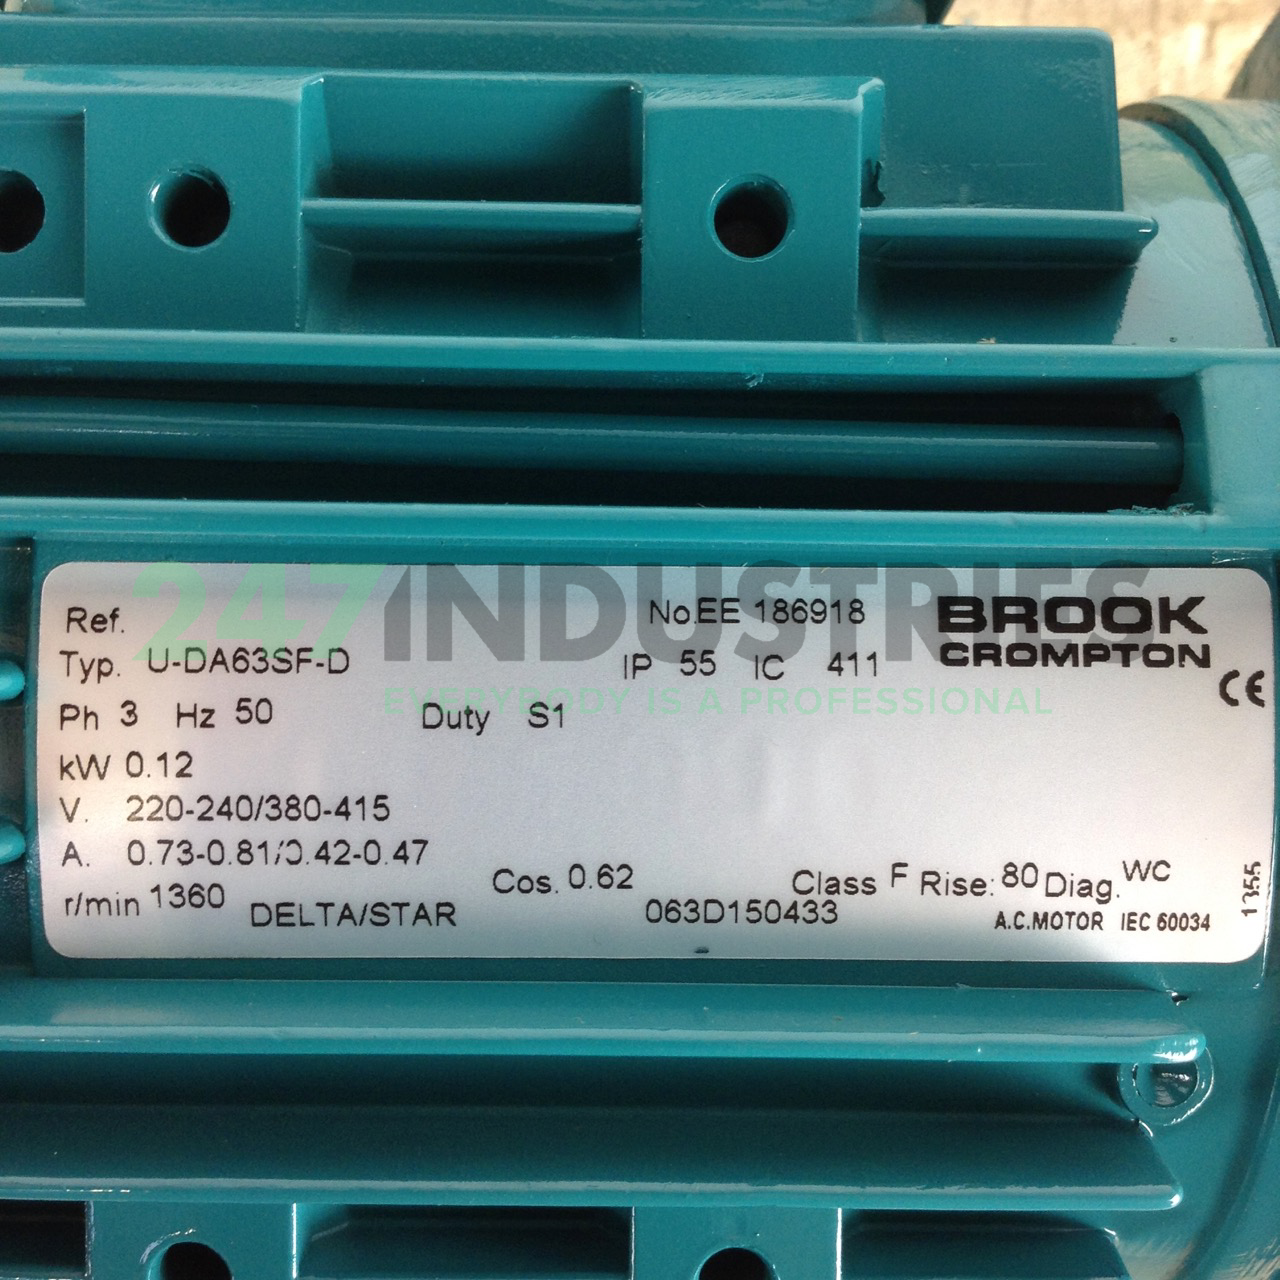 247INDUSTRIES
EVERYBODY IS A PROFESSIONAL
Ref. No.EE 186918 BROOK
Typ. U-DA63SF-D IP 55 IC 411 CROMPTON
Ph 3 Hz 50 Duty S1 CE
kW 0.12
V. 220-240/380-415
A. 0.73-0.81/0.42-0.47
r/min 1360 DELTA/STAR Cos. 0.62 Class F Rise: 80 Diag. WC
063D150433 A.C.MOTOR IEC 60034
1355